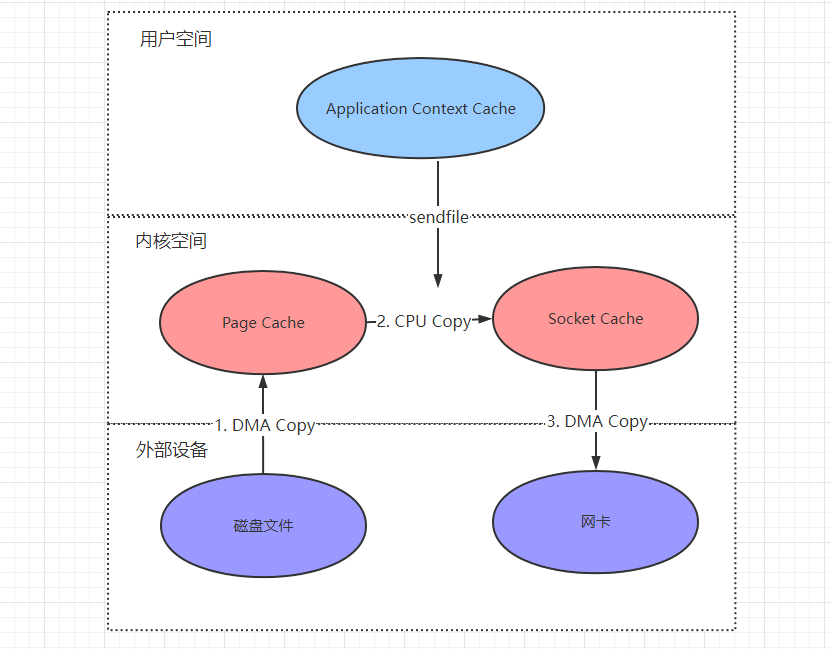 用户空间
Application Context Cache
sendfile
内核空间
Page Cache
2. CPU Copy
Socket Cache
1. DMA Copy
3. DMA Copy
外部设备
磁盘文件
网卡